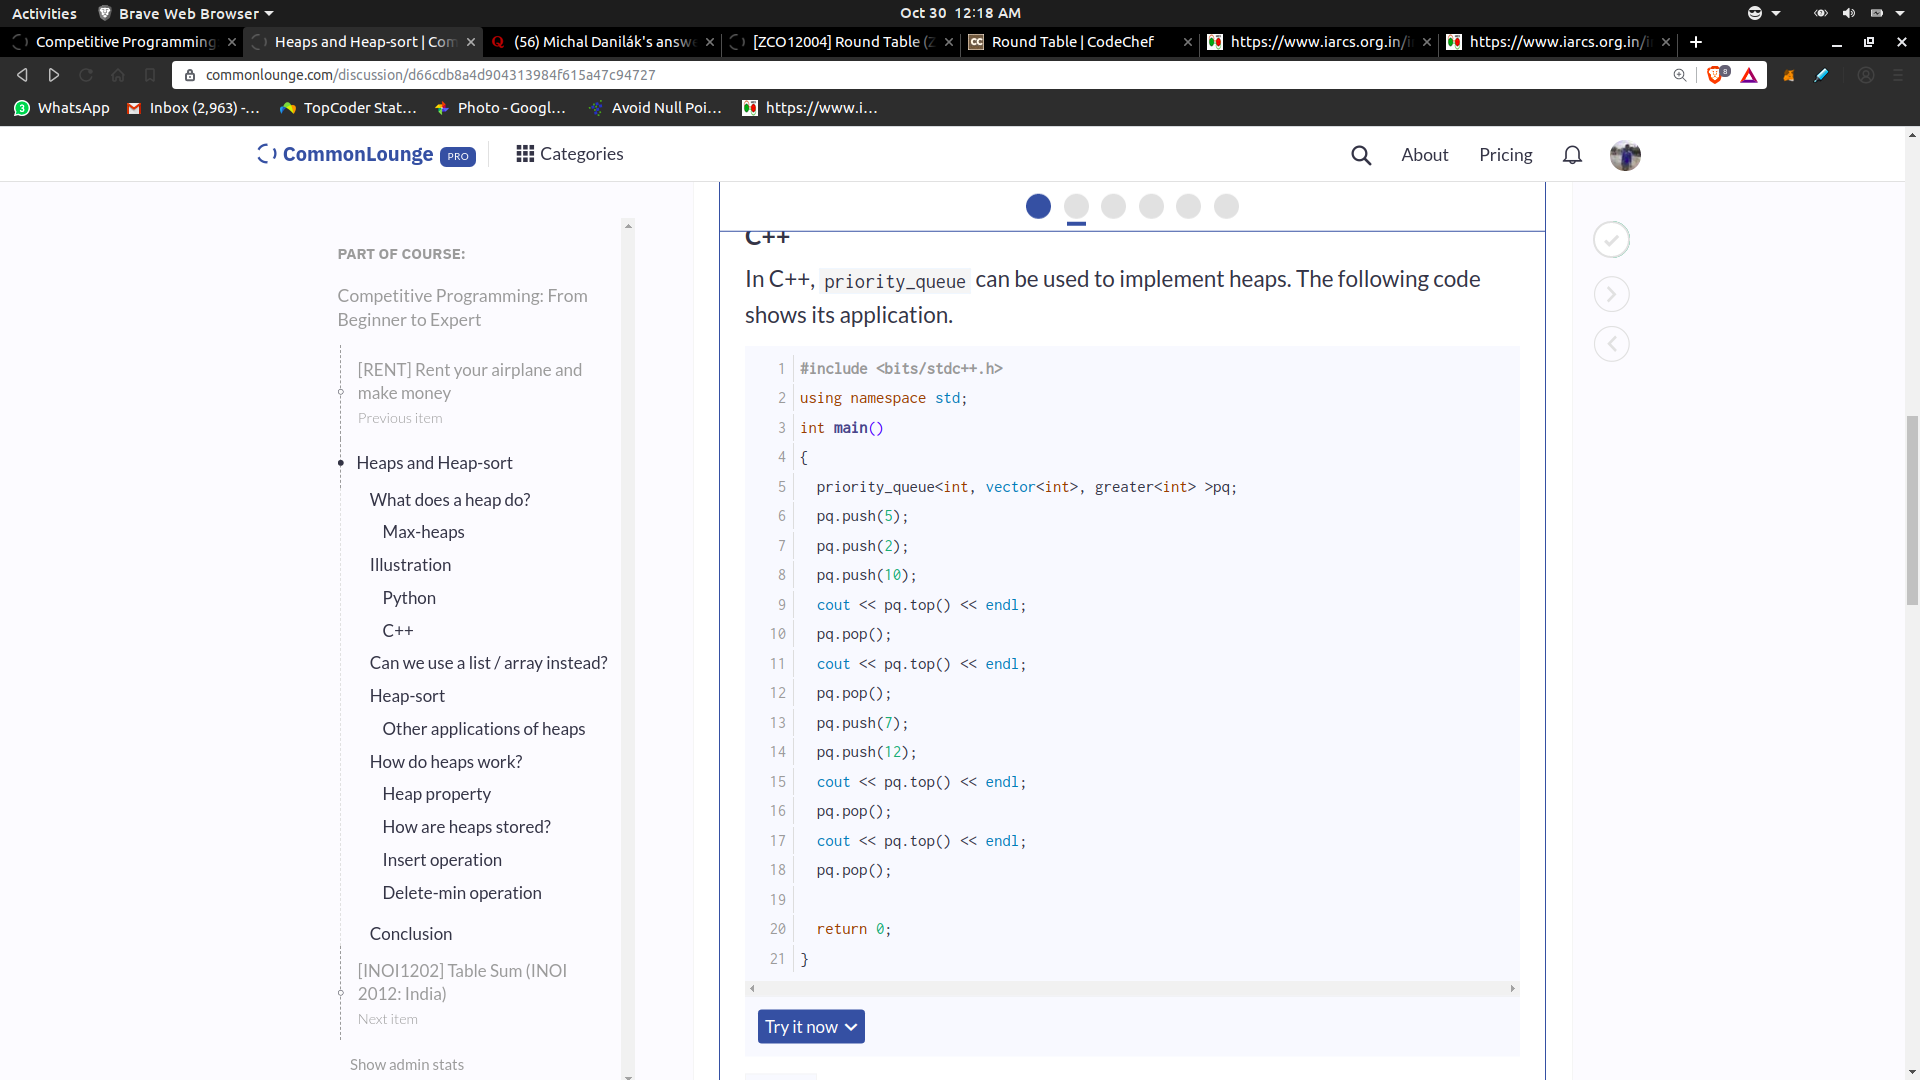 Activities Brave Web Browser Oct 30 12:18 AM
Competitive Programming Heaps and Heap-sort | Com (56) Michal Danilák's answ [ZCO12004] Round Table (Z Round Table | CodeChef https://www.iarcs.org.in/i https://www.iarcs.org.in/i
commonlounge.com/discussion/d66cdb8a4d904313984f615a47c94727 8
3 WhatsApp Inbox (2,963) -... TopCoder Stat... Photo - Googl... Avoid Null Poi... https://www.i...
CommonLounge PRO Categories About Pricing
PART OF COURSE:
Competitive Programming: From
Beginner to Expert
[RENT] Rent your airplane and
make money
Previous item
Heaps and Heap-sort
What does a heap do?
Max-heaps
Illustration
Python
C++
Can we use a list / array instead?
Heap-sort
Other applications of heaps
How do heaps work?
Heap property
How are heaps stored?
Insert operation
Delete-min operation
Conclusion
[INOI1202] Table Sum (INOI
2012: India)
Next item
Show admin stats
C++
In C++, priority_queue can be used to implement heaps. The following code
shows its application.
1 #include <bits/stdc++.h>
2 using namespace std;
3 int main()
4 {
5 priority_queue<int, vector<int>, greater<int> >pq;
6 pq.push(5);
7 pq.push(2);
8 pq.push(10);
9 cout << pq.top() << endl;
10 pq.pop();
11 cout << pq.top() << endl;
12 pq.pop();
13 pq.push(7);
14 pq.push(12);
15 cout << pq.top() << endl;
16 pq.pop();
17 cout << pq.top() << endl;
18 pq.pop();
19
20 return 0;
21 }
Try it now